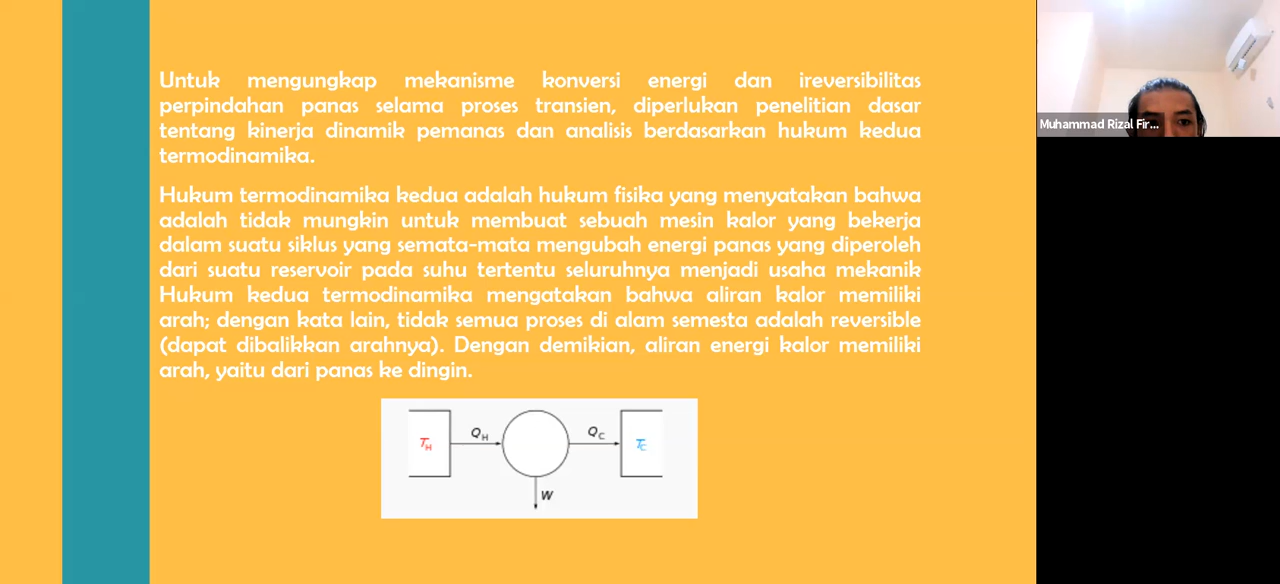 Untuk mengungkap mekanisme konversi energi dan ireversibilitas
perpindahan panas selama proses transien, diperlukan penelitian dasar
tentang kinerja dinamik pemanas dan analisis berdasarkan hukum kedua
termodinamika.
Hukum termodinamika kedua adalah hukum fisika yang menyatakan bahwa
adalah tidak mungkin untuk membuat sebuah mesin kalor yang bekerja
dalam suatu siklus yang semata-mata mengubah energi panas yang diperoleh
dari suatu reservoir pada suhu tertentu seluruhnya menjadi usaha mekanik
Hukum kedua termodinamika mengatakan bahwa aliran kalor memiliki
arah; dengan kata lain, tidak semua proses di alam semesta adalah reversible
(dapat dibalikkan arahnya). Dengan demikian, aliran energi kalor memiliki
arah, yaitu dari panas ke dingin.
TH
QH
QC
TC
W
Muhammad Rizal Fir...